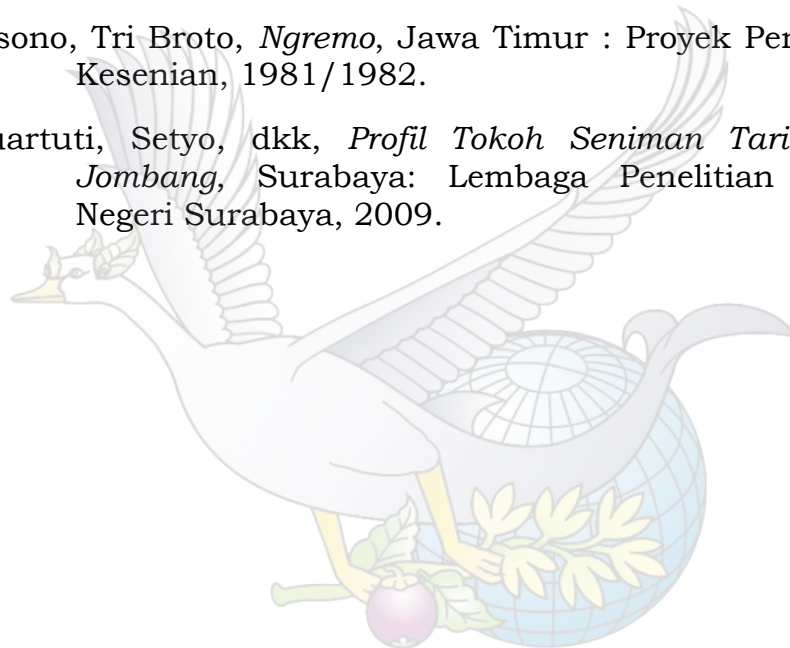 sono, Tri Broto, Ngremo, Jawa Timur : Proyek Per
Kesenian, 1981/1982.
artuti, Setyo, dkk, Profil Tokoh Seniman Tari
Jombang, Surabaya: Lembaga Penelitian
Negeri Surabaya, 2009.